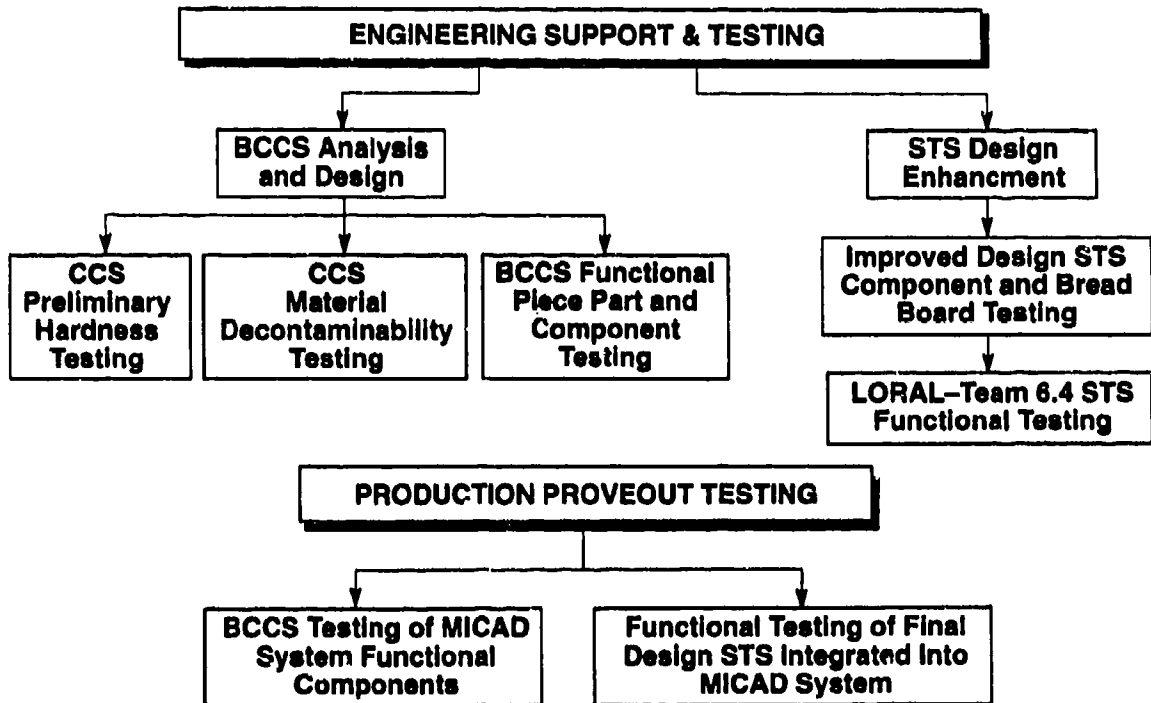 ENGINEERING SUPPORT & TESTING
BCCS Analysis
and Design
STS Design
Enhancment
CCS
Preliminary
Hardness
Testing
CCS
Material
Decontaminability
Testing
BCCS Functional
Piece Part and
Component
Testing
Improved Design STS
Component and Bread
Board Testing
LORAL–Team 6.4 STS
Functional Testing
PRODUCTION PROVEOUT TESTING
BCCS Testing of MICAD
System Functional
Components
Functional Testing of Final
Design STS Integrated Into
MICAD System